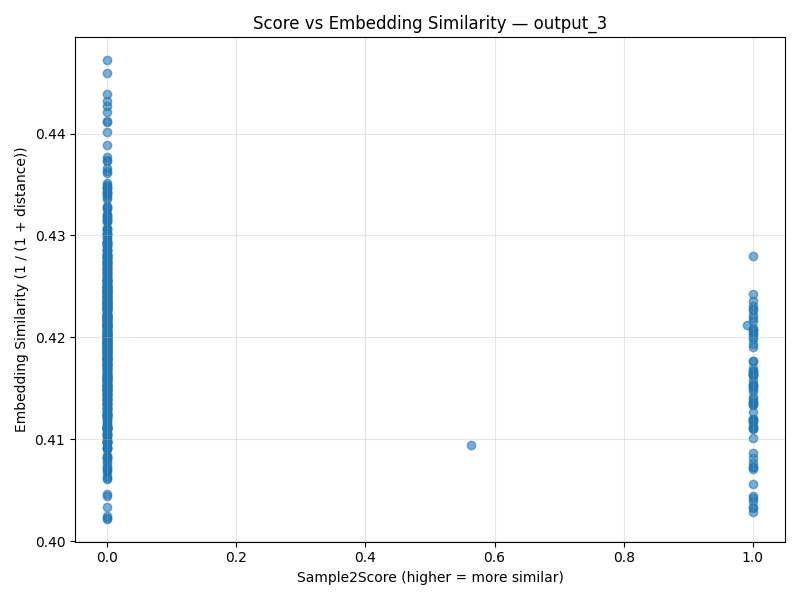 Score vs Embedding Similarity — output_3
Embedding Similarity (1 / (1 + distance))
0.44
0.43
0.42
0.41
0.40
0.0 0.2 0.4 0.6 0.8 1.0
Sample2Score (higher = more similar)